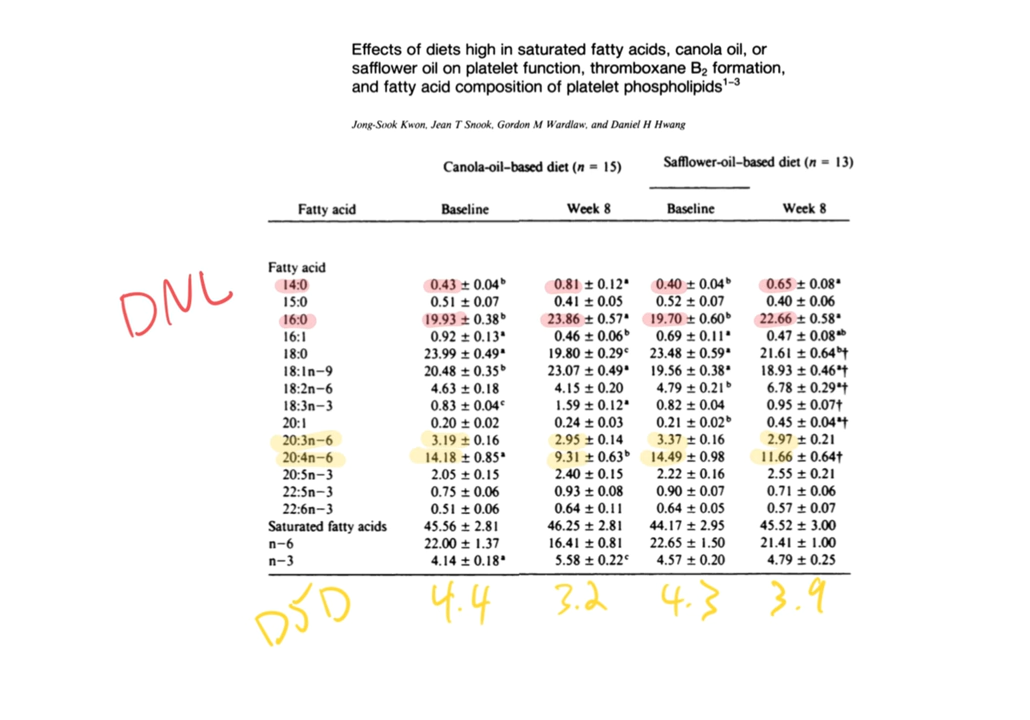 Effects of diets high in saturated fatty acids, canola oil, or
safflower oil on platelet function, thromboxane B₂ formation,
and fatty acid composition of platelet phospholipids¹⁻³
Jong-Sook Kwon, Jean T Snook, Gordon M Wardlaw, and Daniel H Hwang
Canola-oil-based diet (n = 15) Safflower-oil-based diet (n = 13)
Fatty acid Baseline Week 8 Baseline Week 8
Fatty acid
DNL
14:0 0.43 ± 0.04ᵇ 0.81 ± 0.12ᵃ 0.40 ± 0.04ᵇ 0.65 ± 0.08ᵃ
15:0 0.51 ± 0.07 0.41 ± 0.05 0.52 ± 0.07 0.40 ± 0.06
16:0 19.93 ± 0.38ᵇ 23.86 ± 0.57ᵃ 19.70 ± 0.60ᵇ 22.66 ± 0.58ᵃ
16:1 0.92 ± 0.13ᵃ 0.46 ± 0.06ᵇ 0.69 ± 0.11ᵃ 0.47 ± 0.08ᵃᵇ
18:0 23.99 ± 0.49ᵃ 19.80 ± 0.29ᶜ 23.48 ± 0.59ᵃ 21.61 ± 0.64ᵇ†
18:1n-9 20.48 ± 0.35ᵇ 23.07 ± 0.49ᵃ 19.56 ± 0.38ᵃ 18.93 ± 0.46ᵃ†
18:2n-6 4.63 ± 0.18 4.15 ± 0.20 4.79 ± 0.21ᵇ 6.78 ± 0.29ᵃ†
18:3n-3 0.83 ± 0.04ᶜ 1.59 ± 0.12ᵃ 0.82 ± 0.04 0.95 ± 0.07†
20:1 0.20 ± 0.02 0.24 ± 0.03 0.21 ± 0.02ᵇ 0.45 ± 0.04ᵃ†
20:3n-6 3.19 ± 0.16 2.95 ± 0.14 3.37 ± 0.16 2.97 ± 0.21
20:4n-6 14.18 ± 0.85ᵃ 9.31 ± 0.63ᵇ 14.49 ± 0.98 11.66 ± 0.64†
20:5n-3 2.05 ± 0.15 2.40 ± 0.15 2.22 ± 0.16 2.55 ± 0.21
22:5n-3 0.75 ± 0.06 0.93 ± 0.08 0.90 ± 0.07 0.71 ± 0.06
22:6n-3 0.51 ± 0.06 0.64 ± 0.11 0.64 ± 0.05 0.57 ± 0.07
Saturated fatty acids 45.56 ± 2.81 46.25 ± 2.81 44.17 ± 2.95 45.52 ± 3.00
n-6 22.00 ± 1.37 16.41 ± 0.81 22.65 ± 1.50 21.41 ± 1.00
n-3 4.14 ± 0.18ᵃ 5.58 ± 0.22ᶜ 4.57 ± 0.20 4.79 ± 0.25
D5D 4.4 3.2 4.3 3.9